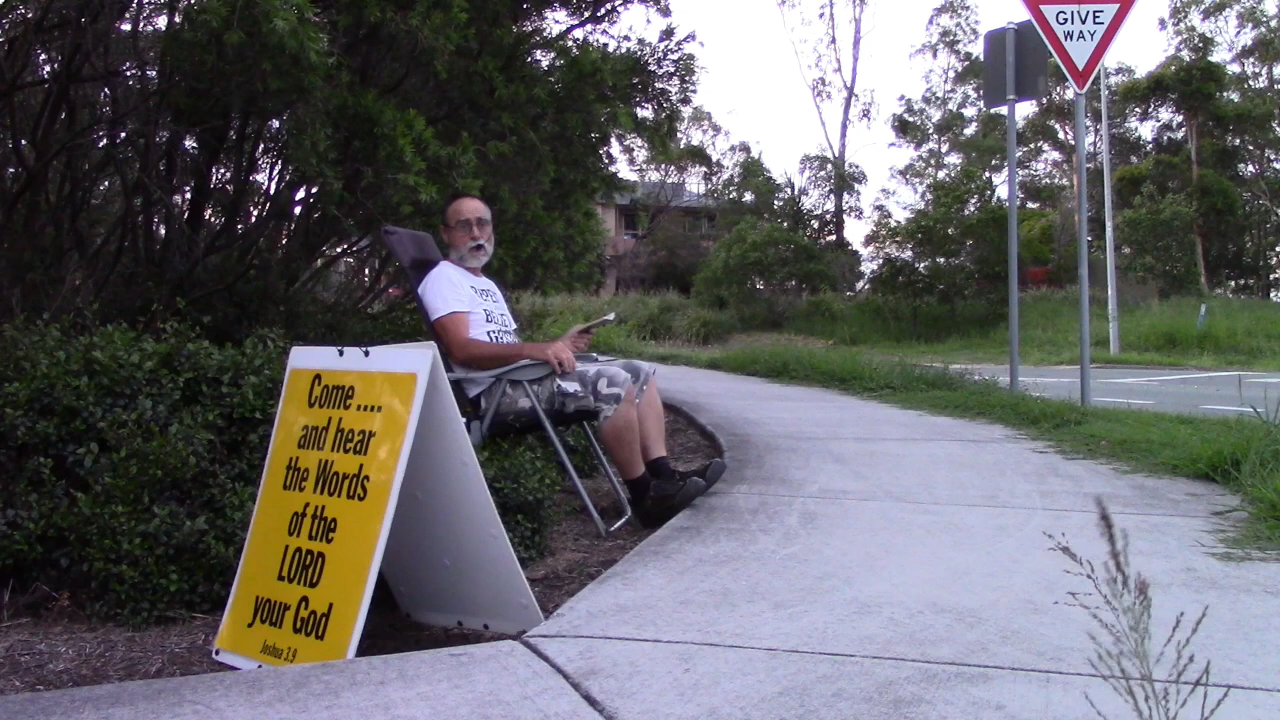 GIVE
WAY
Come ....
and hear
the Words
of the
LORD
your God
Joshua 3.9